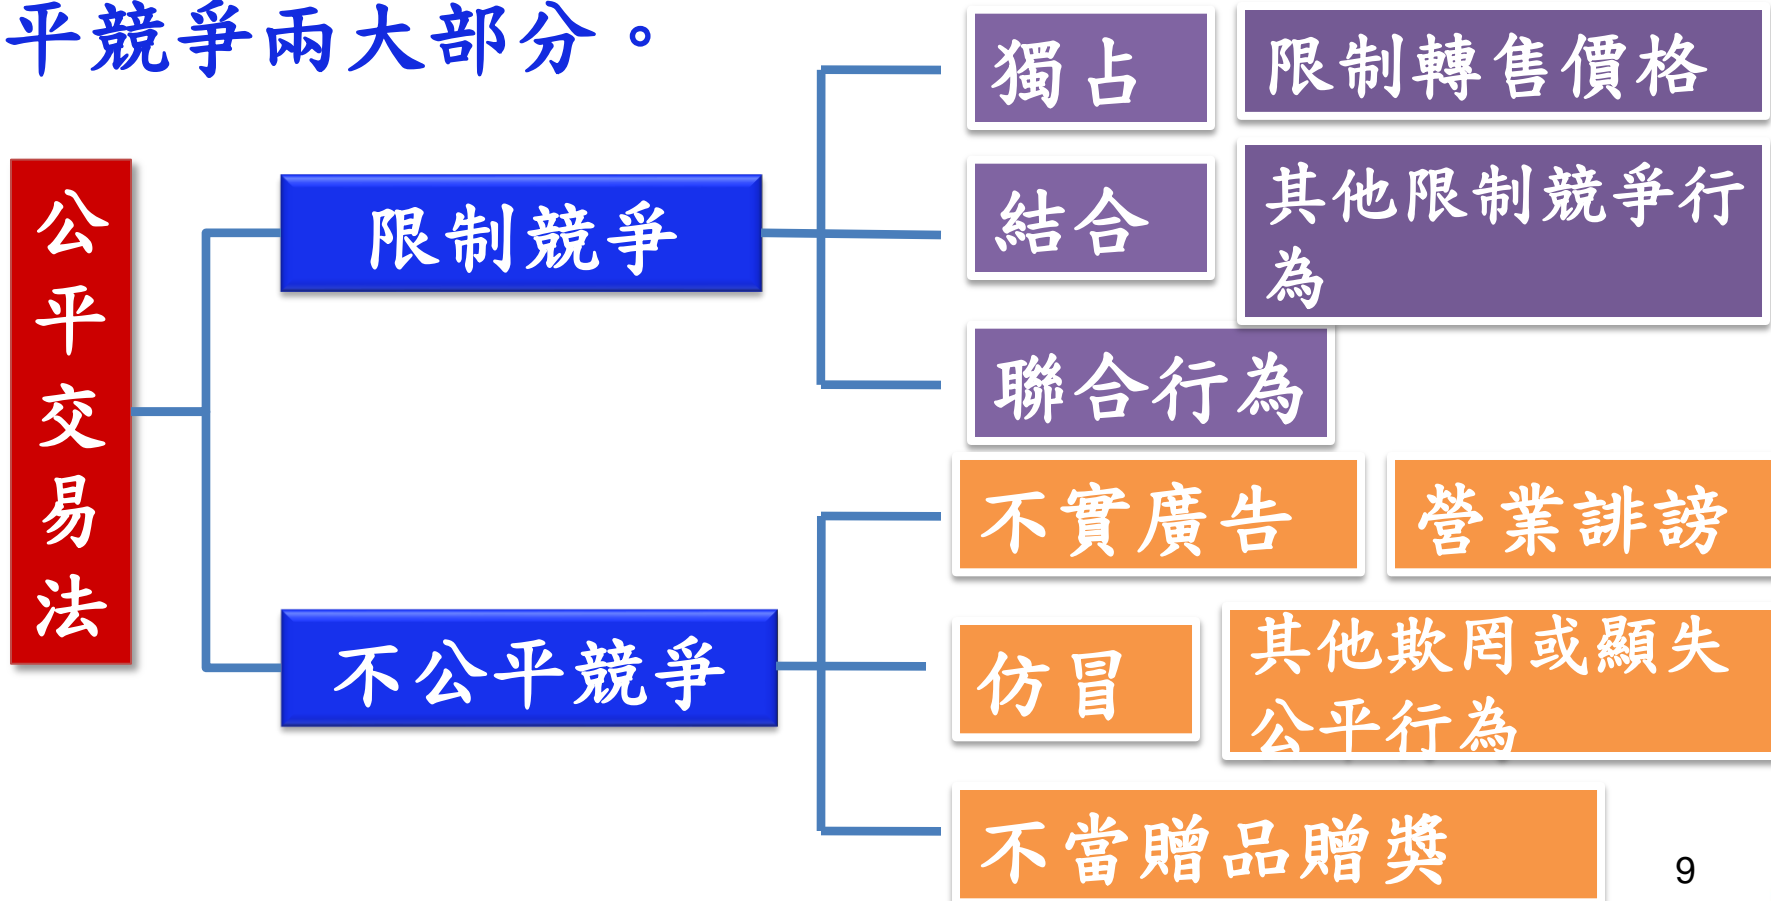 平競爭兩大部分。
公平交易法
限制競爭
獨占
限制轉售價格
結合
其他限制競爭行
為
聯合行為
不公平競爭
不實廣告
營業誹謗
仿冒
其他欺罔或顯失
公平行為
不當贈品贈獎
9